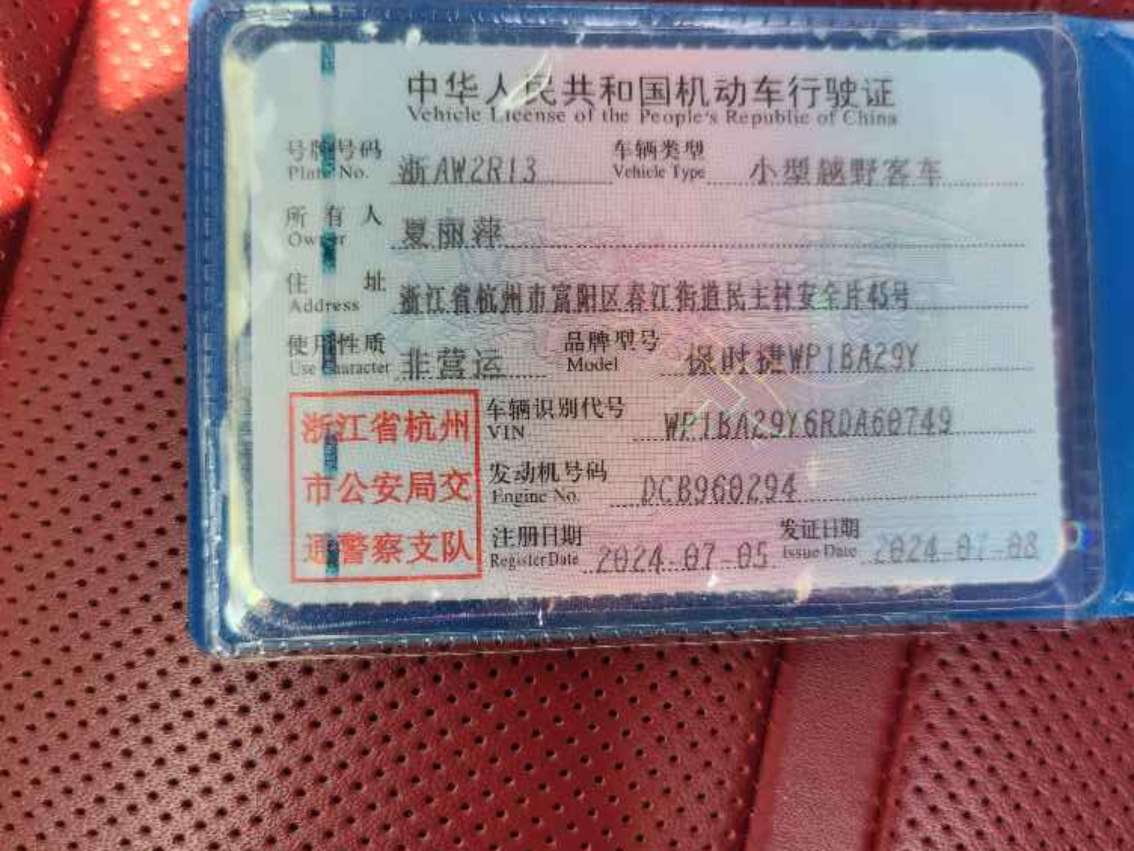 中华人民共和国机动车行驶证
Vehicle License of the People's Republic of China
号牌号码 浙AW2R13 车辆类型 小型越野客车
Plate No. Vehicle Type
所有人 夏丽萍
Owner
住址 浙江省杭州市富阳区春江街道民主村安全片45号
Address
使用性质 非营运 品牌型号 保时捷WP1BA29Y
Use Character Model
浙江省杭州
市公安局交
通警察支队
车辆识别代号 WP1BA29Y6RDA60749
VIN
发动机号码 DCB960294
Engine No.
注册日期 2024-07-05 发证日期 2024-07-08
Register Date Issue Date